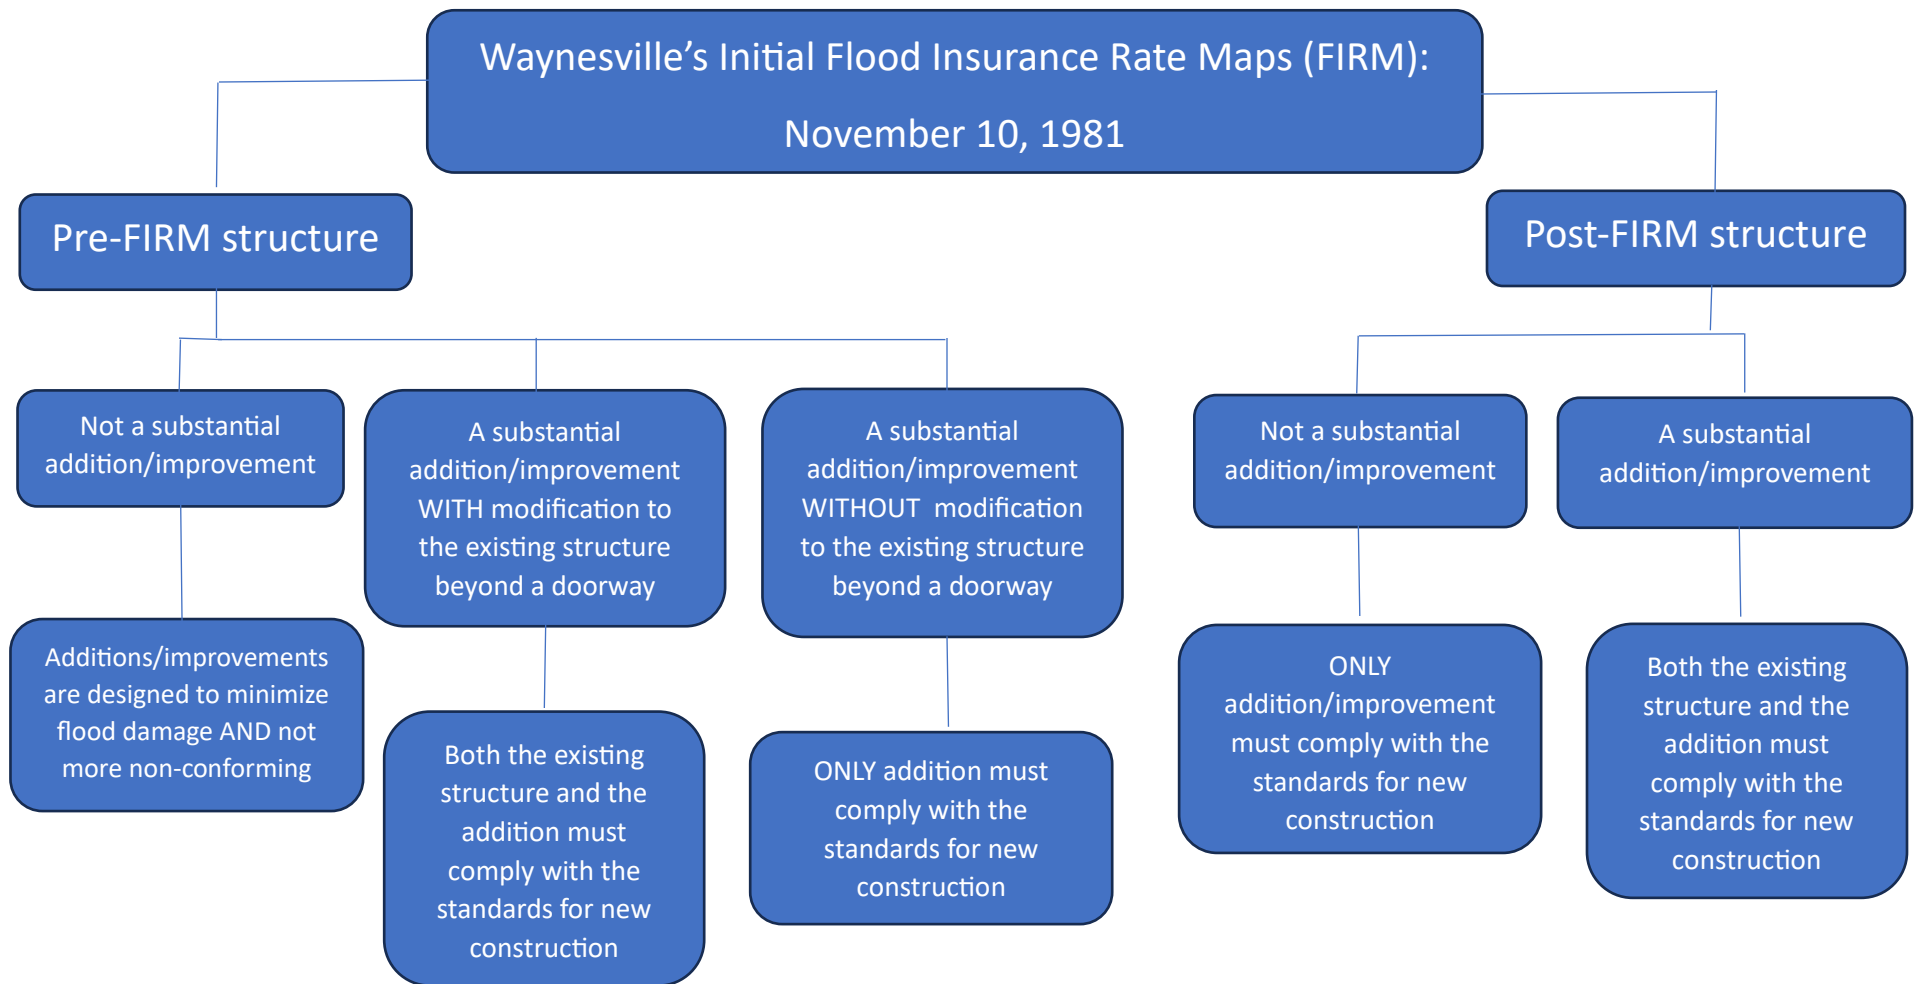 Waynesville's Initial Flood Insurance Rate Maps (FIRM):
November 10, 1981
Pre-FIRM structure
Post-FIRM structure
Not a substantial
addition/improvement
A substantial
addition/improvement
WITH modification to
the existing structure
beyond a doorway
A substantial
addition/improvement
WITHOUT modification
to the existing structure
beyond a doorway
Not a substantial
addition/improvement
A substantial
addition/improvement
Additions/improvements
are designed to minimize
flood damage AND not
more non-conforming
Both the existing
structure and the
addition must
comply with the
standards for new
construction
ONLY addition must
comply with the
standards for new
construction
ONLY
addition/improvement
must comply with the
standards for new
construction
Both the existing
structure and the
addition must
comply with the
standards for new
construction